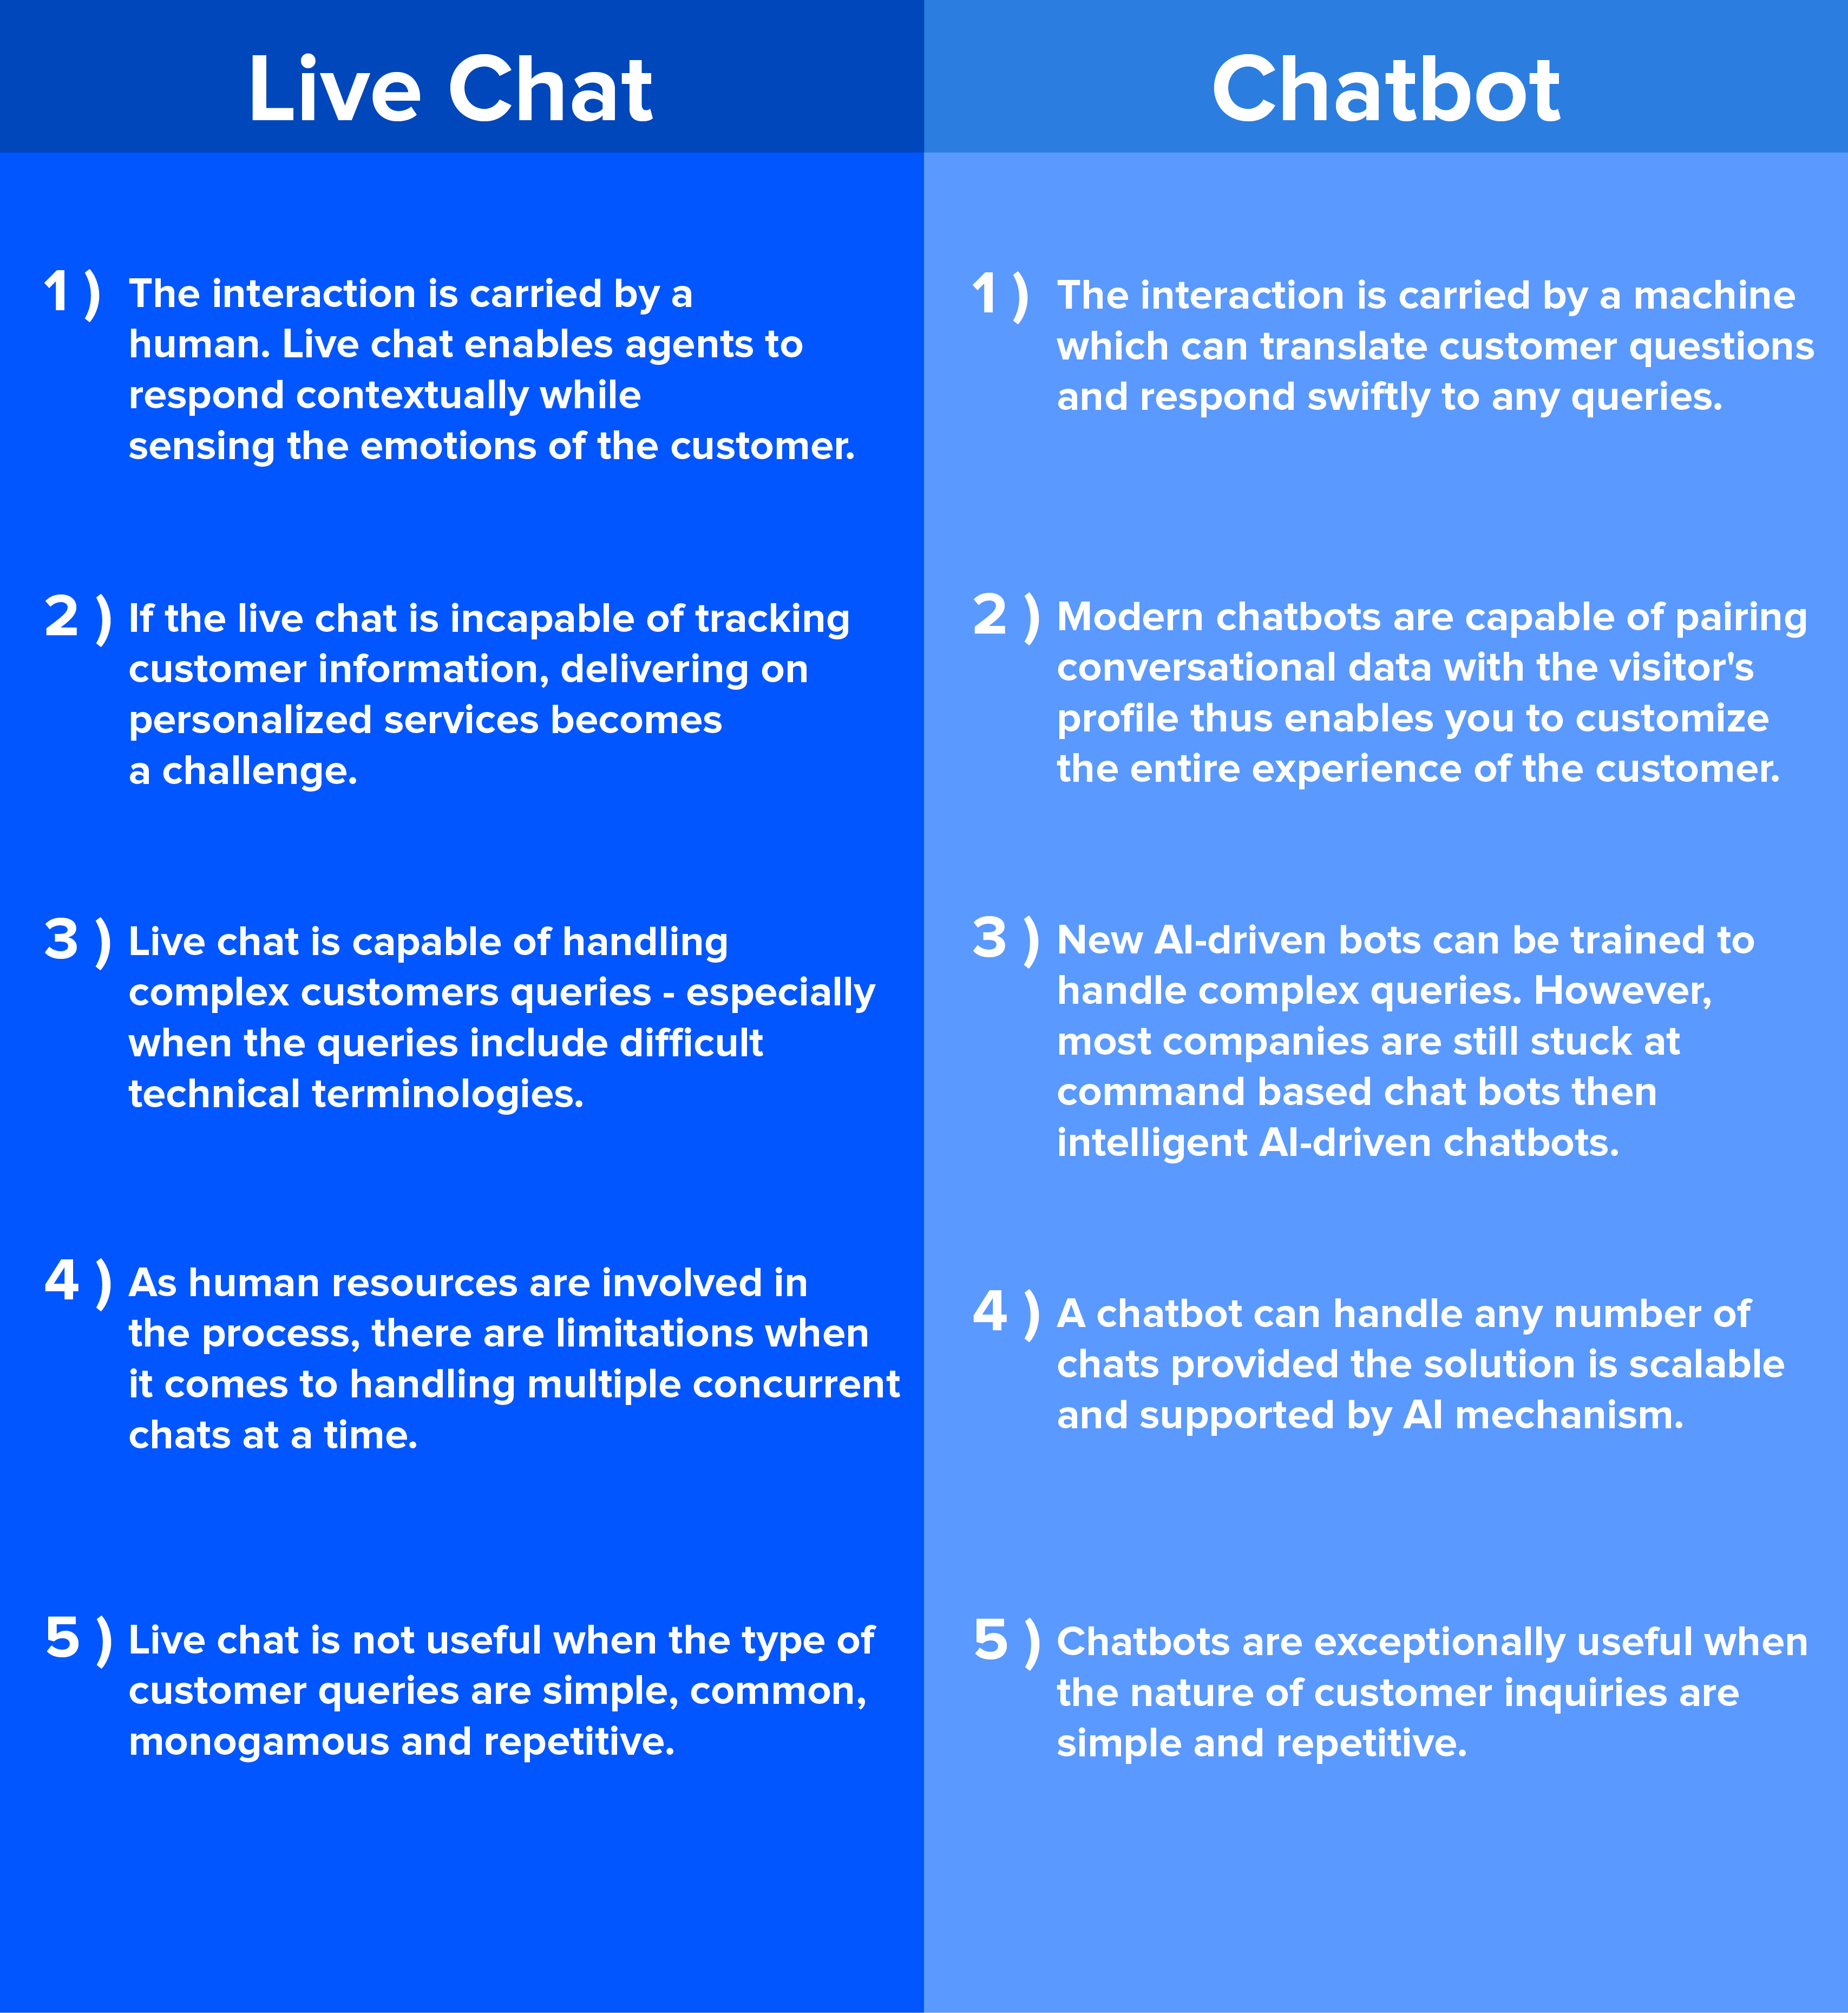 Live Chat
1 ) The interaction is carried by a
human. Live chat enables agents to
respond contextually while
sensing the emotions of the customer.
2 ) If the live chat is incapable of tracking
customer information, delivering on
personalized services becomes
a challenge.
3 ) Live chat is capable of handling
complex customers queries - especially
when the queries include difficult
technical terminologies.
4 ) As human resources are involved in
the process, there are limitations when
it comes to handling multiple concurrent
chats at a time.
5 ) Live chat is not useful when the type of
customer queries are simple, common,
monogamous and repetitive.
Chatbot
1 ) The interaction is carried by a machine
which can translate customer questions
and respond swiftly to any queries.
2 ) Modern chatbots are capable of pairing
conversational data with the visitor's
profile thus enables you to customize
the entire experience of the customer.
3 ) New AI-driven bots can be trained to
handle complex queries. However,
most companies are still stuck at
command based chat bots then
intelligent AI-driven chatbots.
4 ) A chatbot can handle any number of
chats provided the solution is scalable
and supported by AI mechanism.
5 ) Chatbots are exceptionally useful when
the nature of customer inquiries are
simple and repetitive.